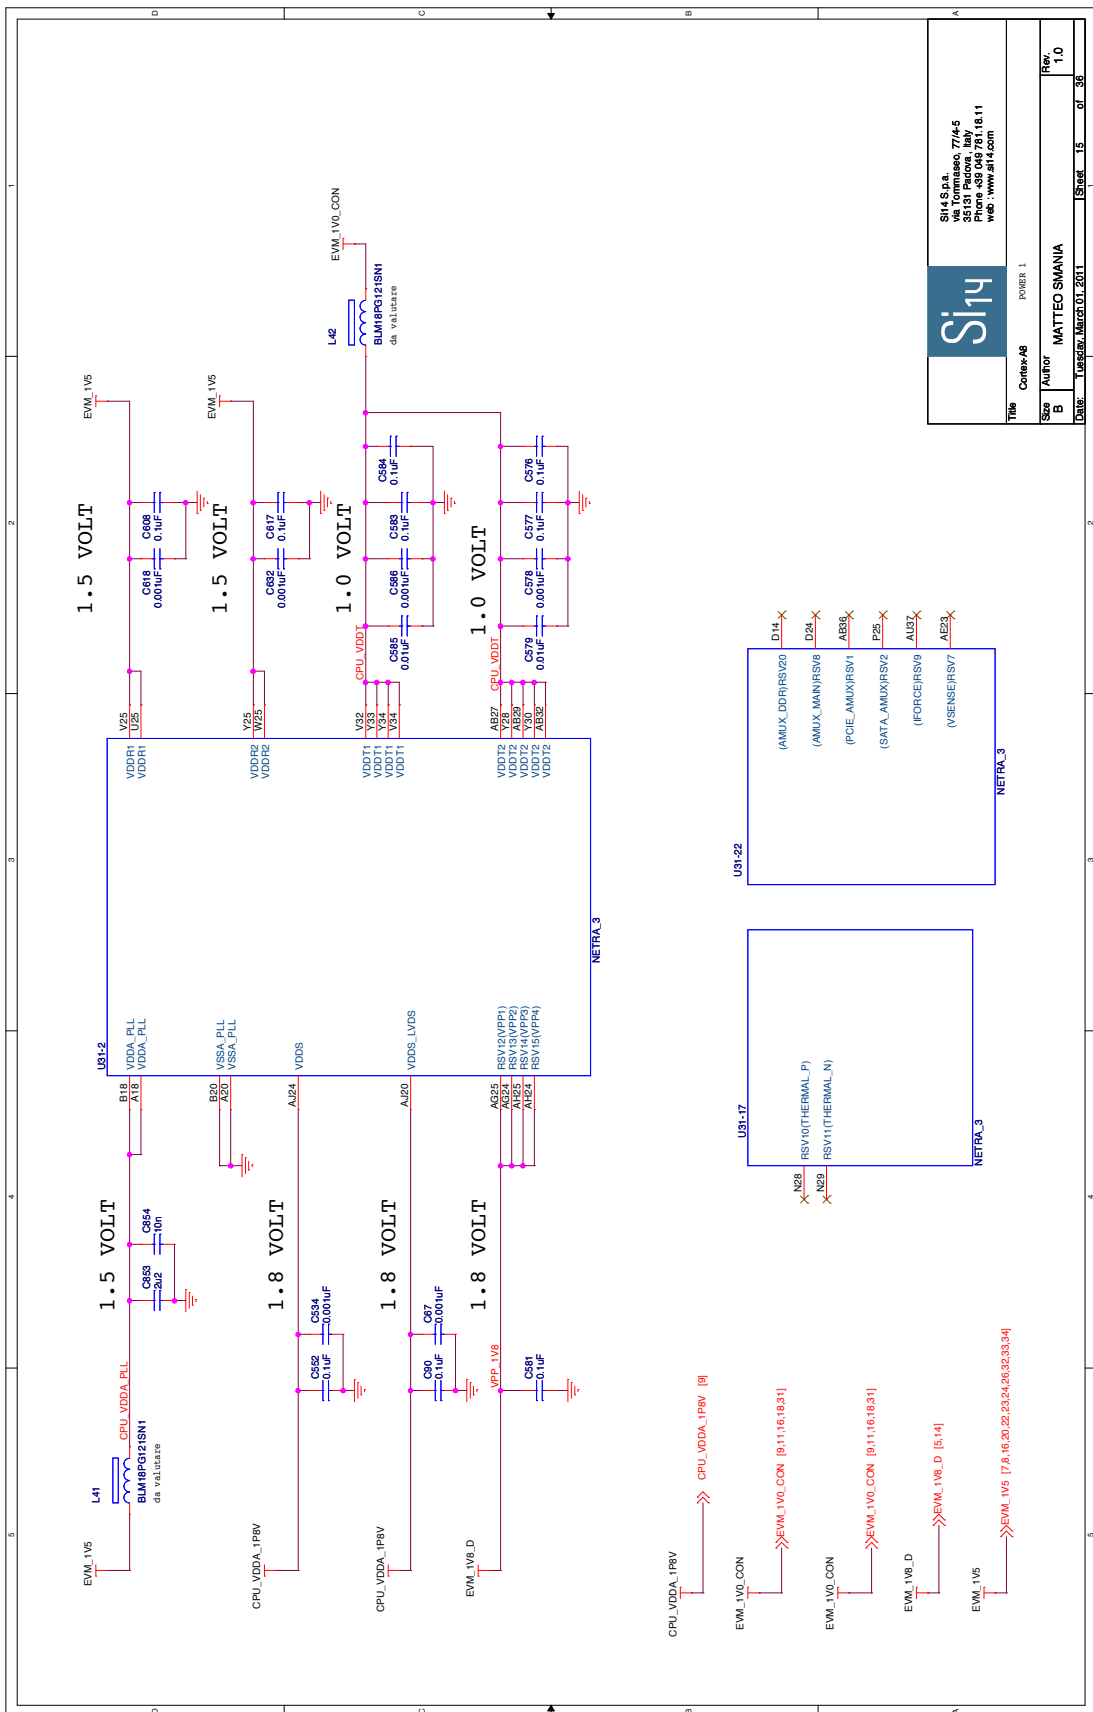 5
4
3
2
1
D
C
B
A
EVM_1V5
L41
BLM18PG121SN1
da valutare
CPU_VDDA_PLL
1.5 VOLT
C853
2u2
C854
10n
B18
A18
U31-2
VDDA_PLL
VDDA_PLL
B20
A20
VSSA_PLL
VSSA_PLL
CPU_VDDA_1P8V
1.8 VOLT
C552
0.1uF
C534
0.001uF
AJ24
VDDS
CPU_VDDA_1P8V
1.8 VOLT
C90
0.1uF
C67
0.001uF
AJ20
VDDS_LVDS
EVM_1V8_D
VPP_1V8
1.8 VOLT
C581
0.1uF
AG25
AG24
AH25
AH24
RSV12(VPP1)
RSV13(VPP2)
RSV14(VPP3)
RSV15(VPP4)
NETRA_3
VDDR1
VDDR1
V25
U25
1.5 VOLT
C618
0.001uF
C608
0.1uF
EVM_1V5
VDDR2
VDDR2
Y25
W25
1.5 VOLT
C632
0.001uF
C617
0.1uF
EVM_1V5
VDDT1
VDDT1
VDDT1
VDDT1
V32
Y33
Y34
V34
CPU_VDDT
1.0 VOLT
C585
0.01uF
C586
0.001uF
C583
0.1uF
C584
0.1uF
L42
BLM18PG121SN1
da valutare
EVM_1V0_CON
VDDT2
VDDT2
VDDT2
VDDT2
VDDT2
AB27
Y28
AB29
Y30
AB32
CPU_VDDT
1.0 VOLT
C579
0.01uF
C578
0.001uF
C577
0.1uF
C576
0.1uF
CPU_VDDA_1P8V
CPU_VDDA_1P8V [9]
EVM_1V0_CON
EVM_1V0_CON [9,11,16,18,31]
EVM_1V0_CON
EVM_1V0_CON [9,11,16,18,31]
EVM_1V8_D
EVM_1V8_D [5,14]
EVM_1V5
EVM_1V5 [7,8,16,20,22,23,24,26,32,33,34]
U31-17
N28
N29
RSV10(THERMAL_P)
RSV11(THERMAL_N)
NETRA_3
U31-22
(AMUX_DDR)RSV20
D14
(AMUX_MAIN)RSV8
D24
(PCIE_AMUX)RSV1
AB36
(SATA_AMUX)RSV2
P25
(IFORCE)RSV9
AU37
(VSENSE)RSV7
AE23
NETRA_3
Si14
Si14 S.p.a.
via Tommaseo, 77/4-5
35131 Padova, Italy
Phone +39 049 781.18.11
web : www.si14.com
Title
Cortex-A8
POWER 1
Size
B
Author
MATTEO SMANIA
Rev.
1.0
Date:
Tuesday, March 01, 2011
Sheet 15 of 36
5
4
3
2
1
D
C
B
A